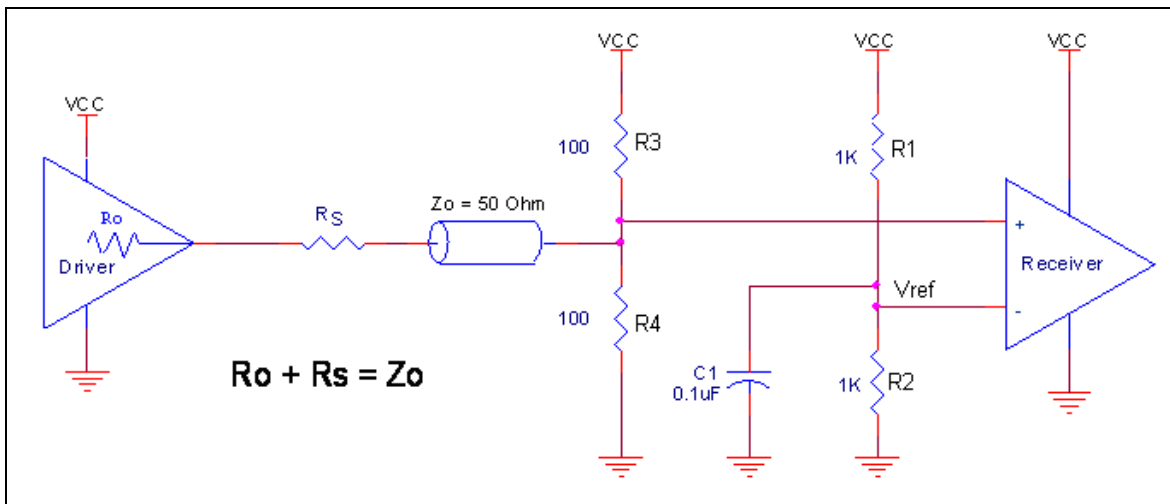 VCC
VCC
VCC
VCC
100
R3
1K
R1
Ro
Driver
RS
Zo = 50 Ohm
+
Receiver
Vref
-
100
R4
Ro + Rs = Zo
C1
0.1uF
1K
R2